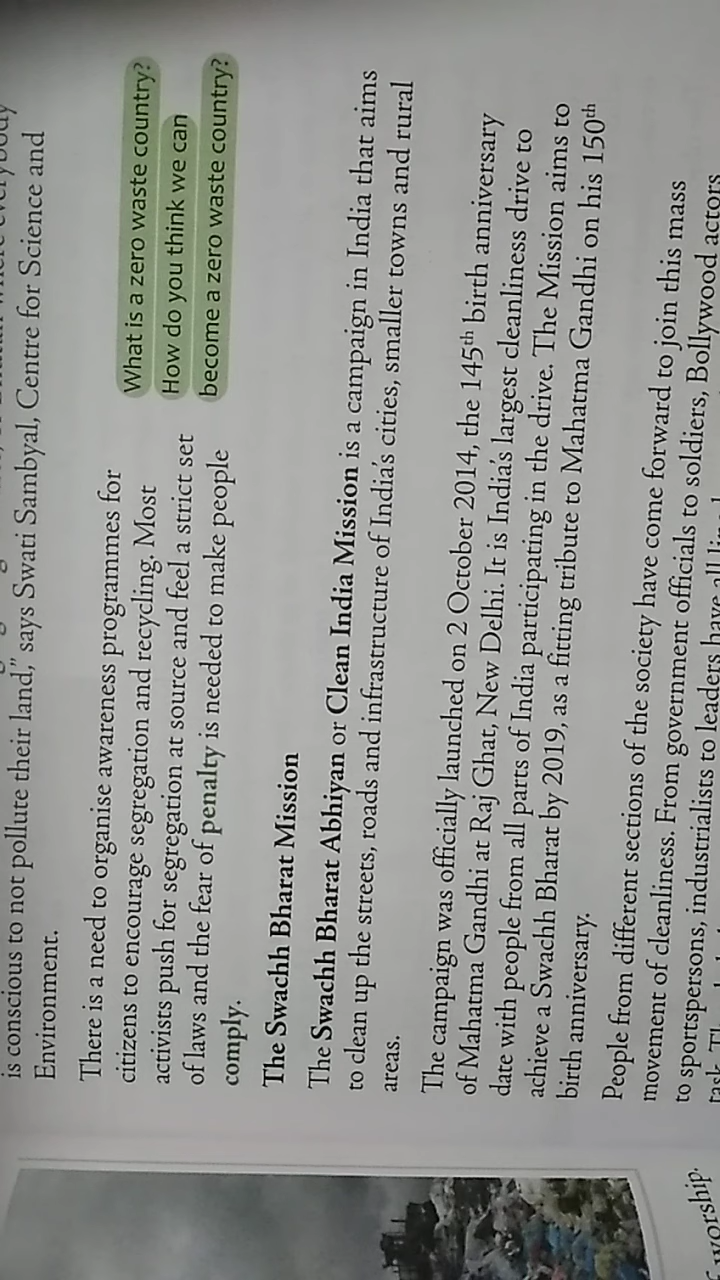 is conscious to not pollute their land," says Swati Sambyal, Centre for Science and
Environment.
There is a need to organise awareness programmes for
citizens to encourage segregation and recycling. Most
activists push for segregation at source and feel a strict set
of laws and the fear of penalty is needed to make people
comply.
What is a zero waste country?
How do you think we can
become a zero waste country?
The Swachh Bharat Mission
The Swachh Bharat Abhiyan or Clean India Mission is a campaign in India that aims
to clean up the streets, roads and infrastructure of India's cities, smaller towns and rural
areas.
The campaign was officially launched on 2 October 2014, the 145th birth anniversary
of Mahatma Gandhi at Raj Ghat, New Delhi. It is India's largest cleanliness drive to
date with people from all parts of India participating in the drive. The Mission aims to
achieve a Swachh Bharat by 2019, as a fitting tribute to Mahatma Gandhi on his 150th
birth anniversary.
People from different sections of the society have come forward to join this mass
movement of cleanliness. From government officials to soldiers, Bollywood actors
to sportspersons, industrialists to leaders have all
worship.